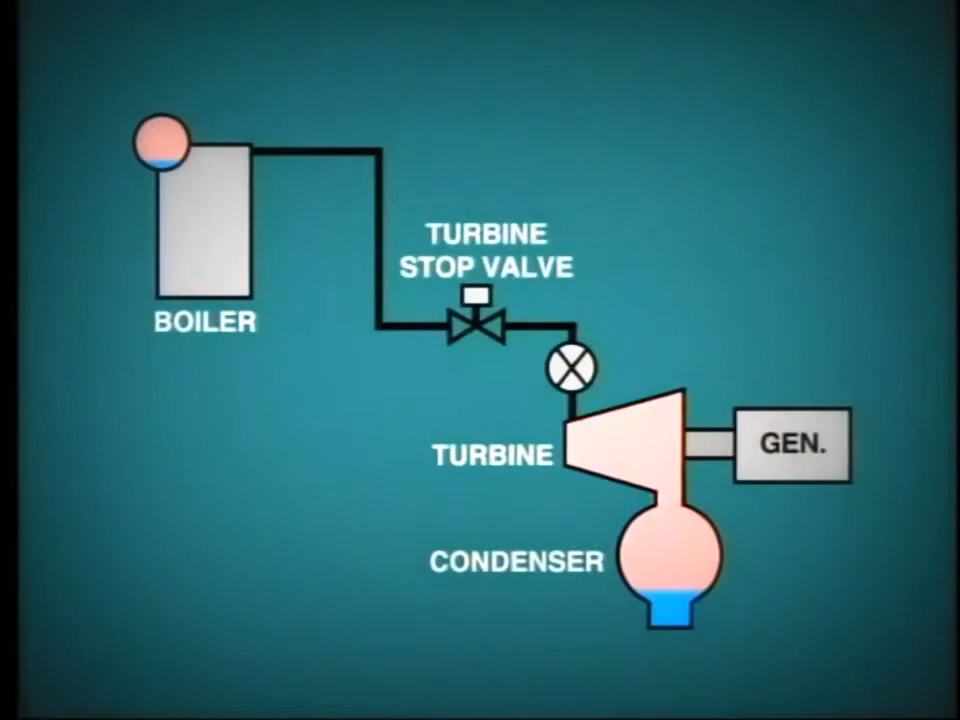 TURBINE
STOP VALVE
BOILER
TURBINE
GEN.
CONDENSER